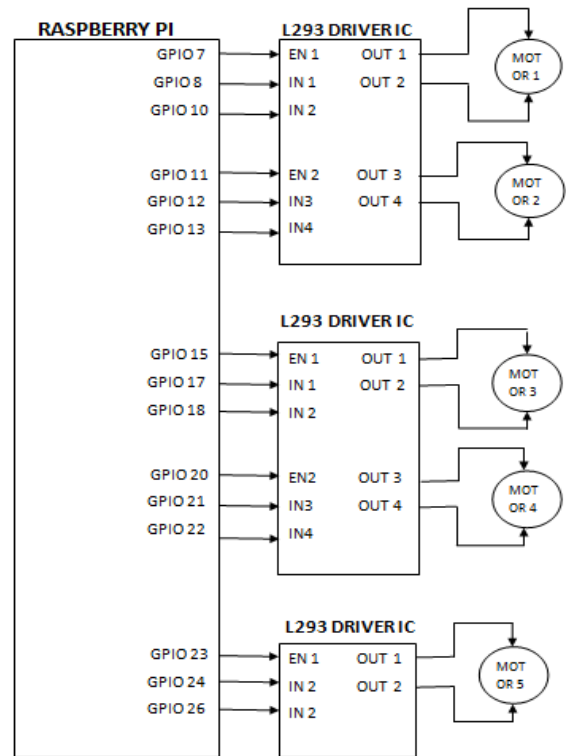 RASPBERRY PI
L293 DRIVER IC
GPIO 7
EN 1
OUT 1
MOT
OR 1
GPIO 8
IN 1
OUT 2
GPIO 10
IN 2
GPIO 11
EN 2
OUT 3
MOT
OR 2
GPIO 12
IN3
OUT 4
GPIO 13
IN4
L293 DRIVER IC
GPIO 15
EN 1
OUT 1
MOT
OR 3
GPIO 17
IN 1
OUT 2
GPIO 18
IN 2
GPIO 20
EN2
OUT 3
MOT
OR 4
GPIO 21
IN3
OUT 4
GPIO 22
IN4
L293 DRIVER IC
GPIO 23
EN 1
OUT 1
MOT
OR 5
GPIO 24
IN 2
OUT 2
GPIO 26
IN 2